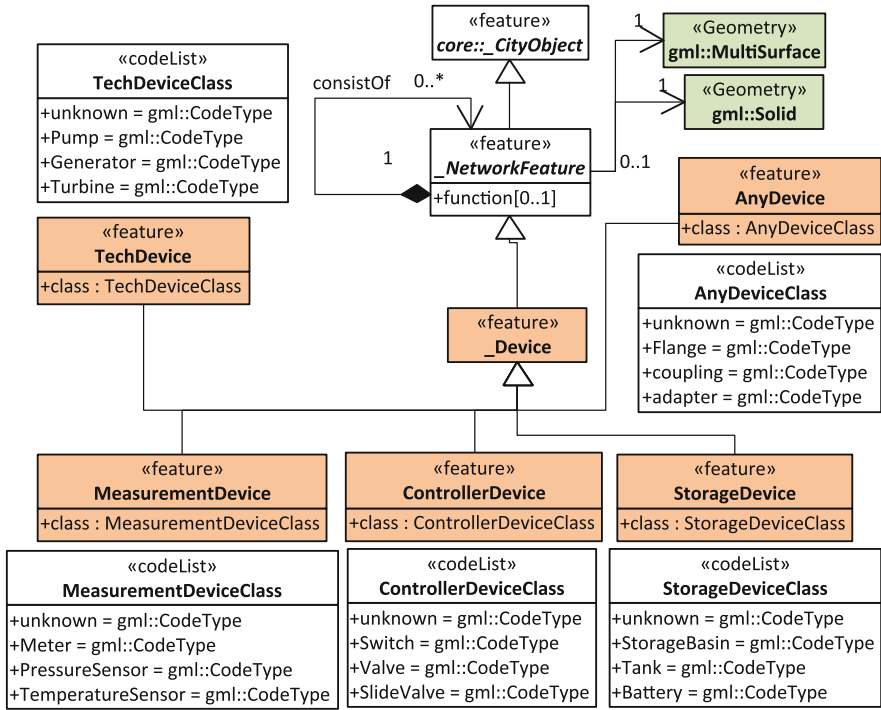 «feature»
core::_CityObject
1
«Geometry»
gml::MultiSurface
«codeList»
TechDeviceClass
+unknown = gml::CodeType
+Pump = gml::CodeType
+Generator = gml::CodeType
+Turbine = gml::CodeType
consistOf
0..*
1
«Geometry»
gml::Solid
«feature»
_NetworkFeature
+function[0..1]
1
0..1
«feature»
AnyDevice
+class : AnyDeviceClass
«feature»
TechDevice
+class : TechDeviceClass
«codeList»
AnyDeviceClass
+unknown = gml::CodeType
+Flange = gml::CodeType
+coupling = gml::CodeType
+adapter = gml::CodeType
«feature»
_Device
«feature»
MeasurementDevice
+class : MeasurementDeviceClass
«feature»
ControllerDevice
+class : ControllerDeviceClass
«feature»
StorageDevice
+class : StorageDeviceClass
«codeList»
MeasurementDeviceClass
+unknown = gml::CodeType
+Meter = gml::CodeType
+PressureSensor = gml::CodeType
+TemperatureSensor = gml::CodeType
«codeList»
ControllerDeviceClass
+unknown = gml::CodeType
+Switch = gml::CodeType
+Valve = gml::CodeType
+SlideValve = gml::CodeType
«codeList»
StorageDeviceClass
+unknown = gml::CodeType
+StorageBasin = gml::CodeType
+Tank = gml::CodeType
+Battery = gml::CodeType